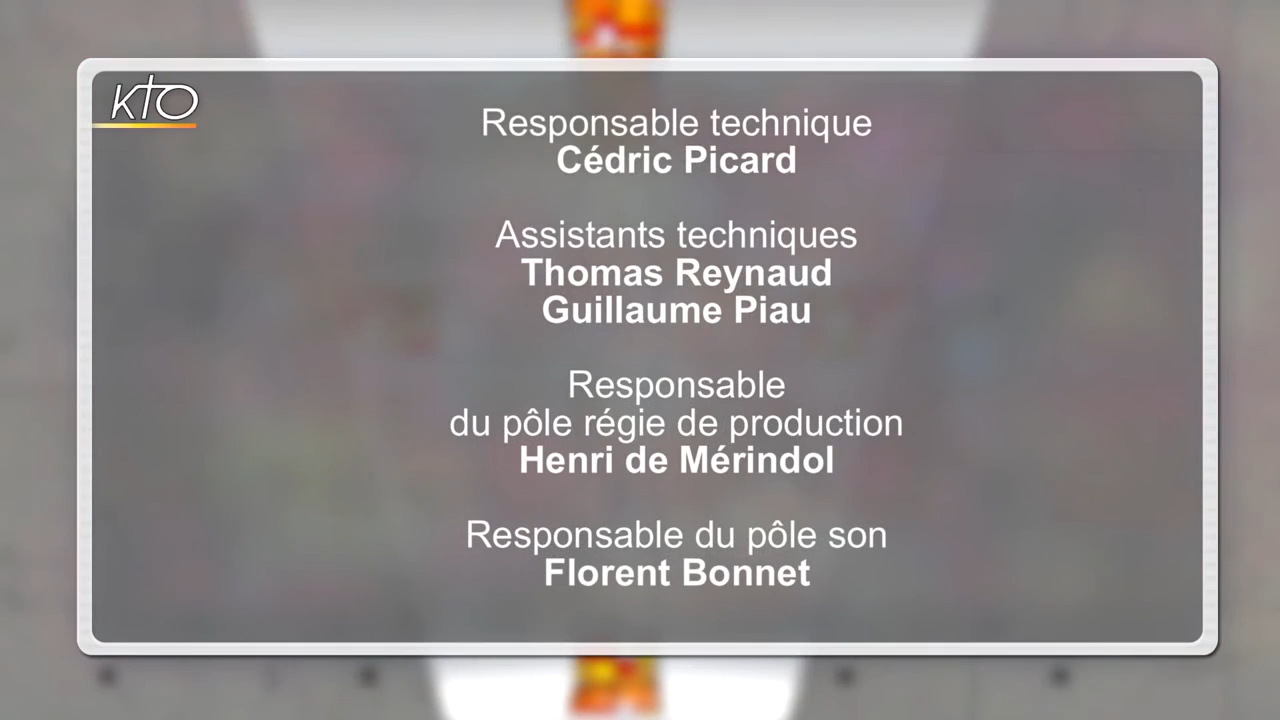 KTO
Responsable technique
Cédric Picard
Assistants techniques
Thomas Reynaud
Guillaume Piau
Responsable
du pôle régie de production
Henri de Mérindol
Responsable du pôle son
Florent Bonnet